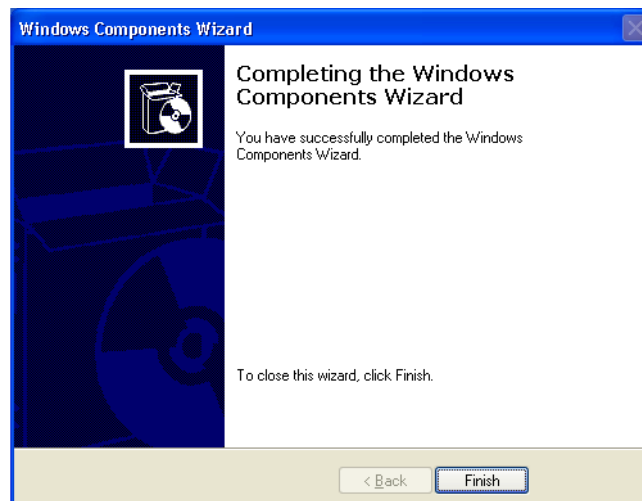 Windows Components Wizard
Completing the Windows
Components Wizard
You have successfully completed the Windows
Components Wizard.
To close this wizard, click Finish.
< Back
Finish